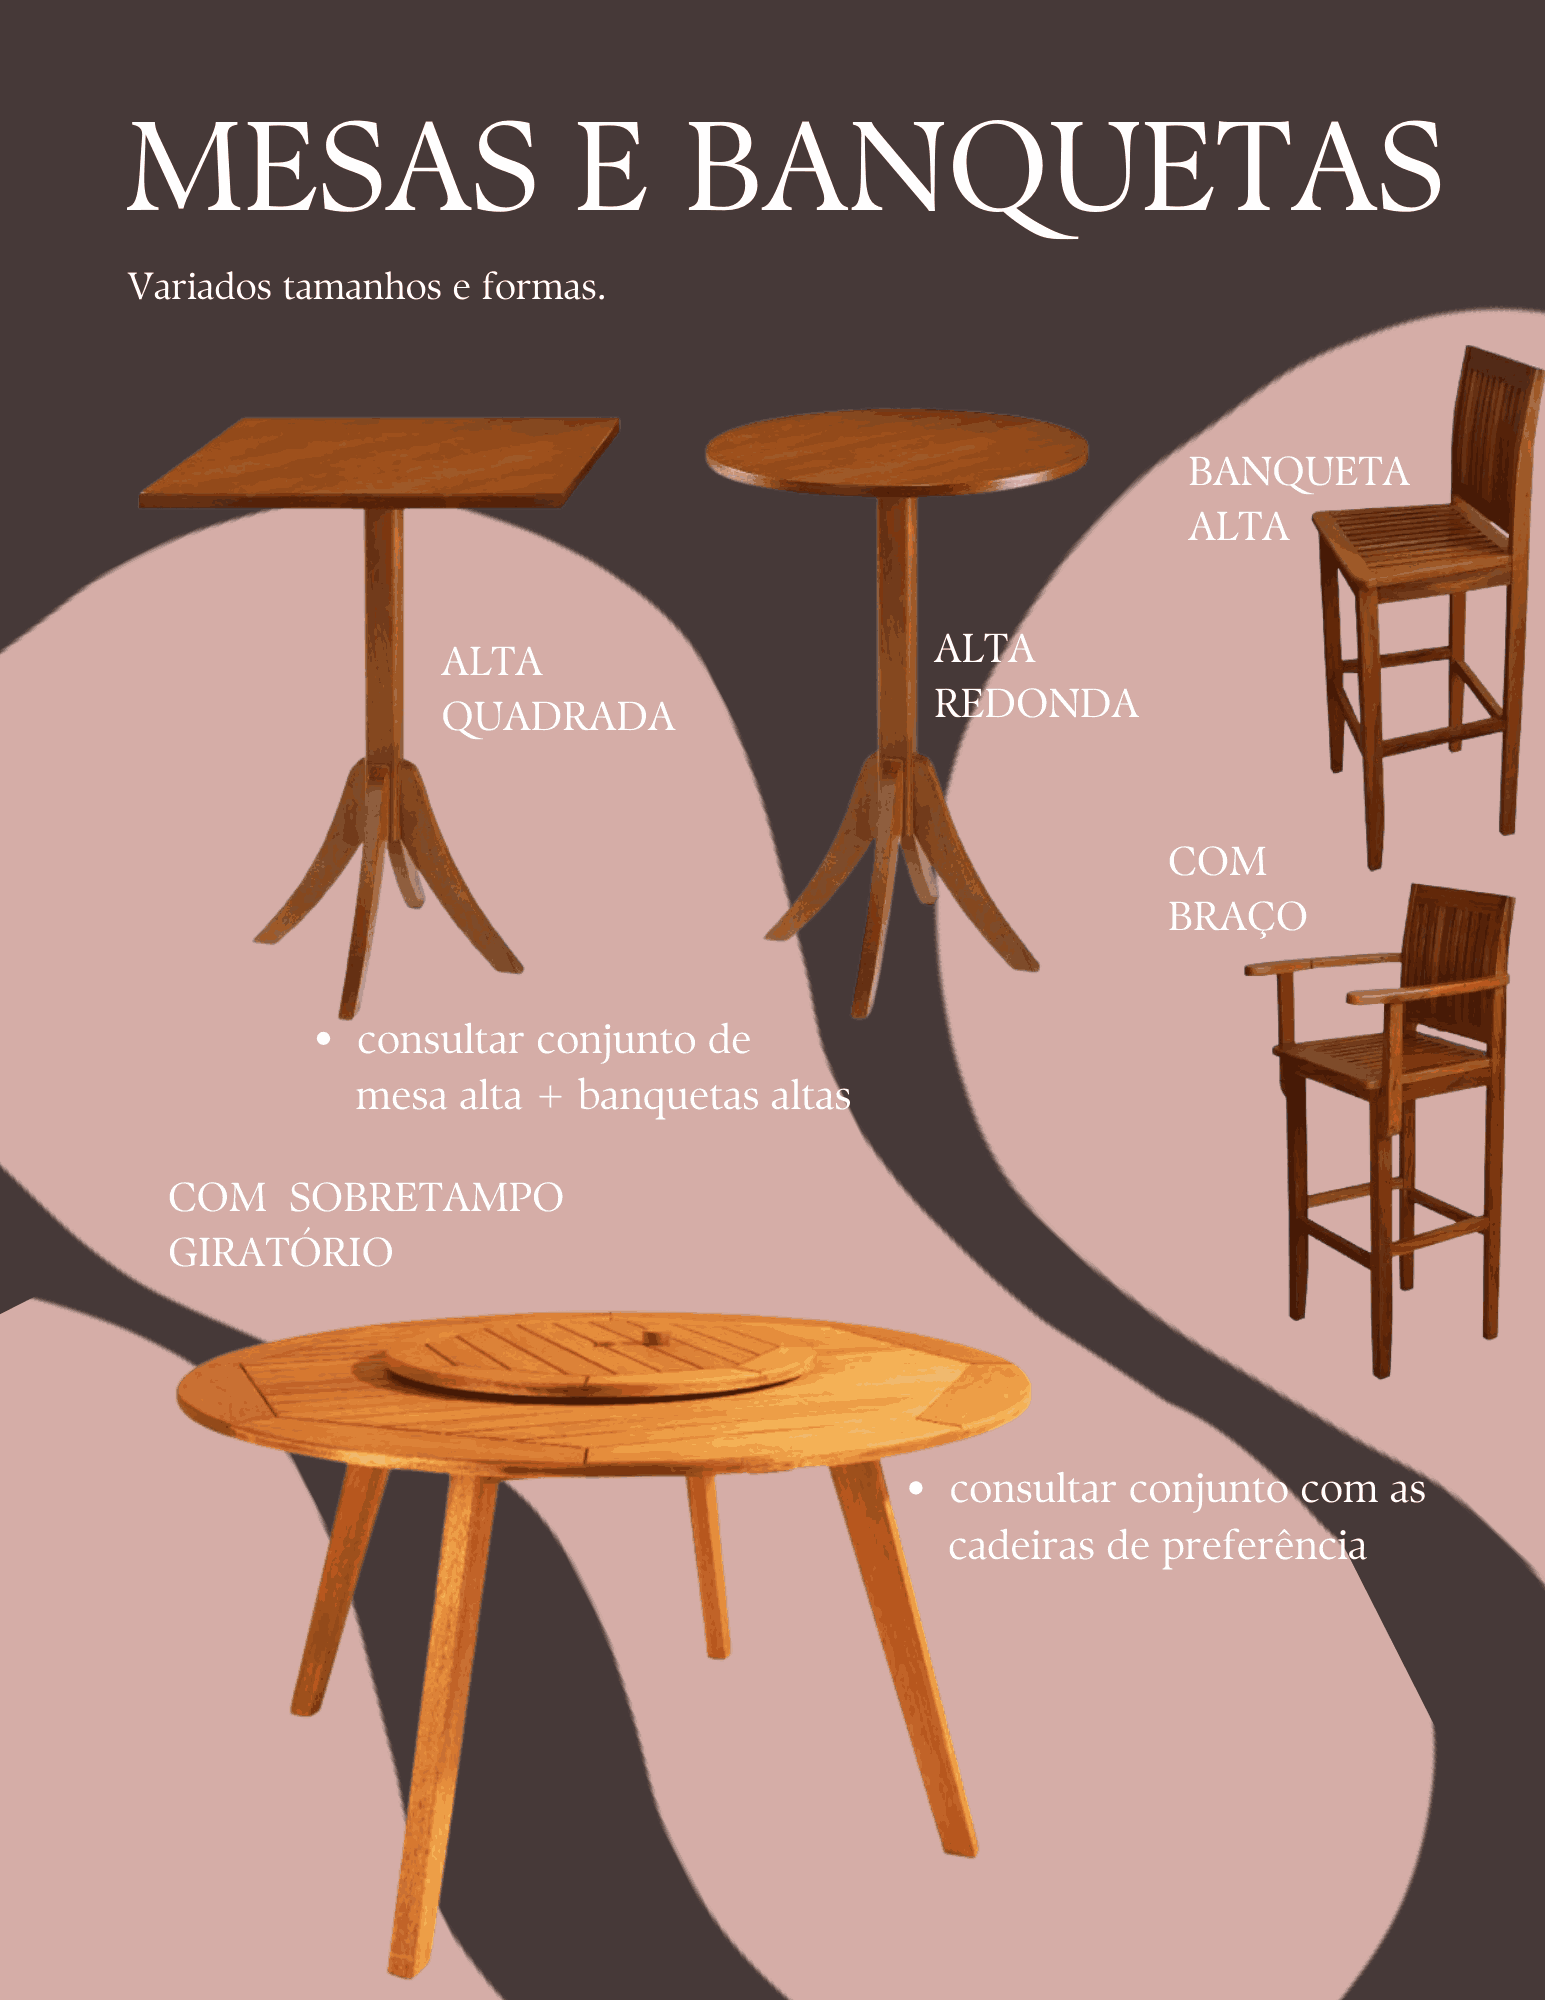 MESAS E BANQUETAS
Variados tamanhos e formas.
BANQUETA
ALTA
ALTA
QUADRADA
ALTA
REDONDA
COM
BRAÇO
• consultar conjunto de
mesa alta + banquetas altas
COM SOBRETAMPO
GIRATÓRIO
• consultar conjunto com as
cadeiras de preferência